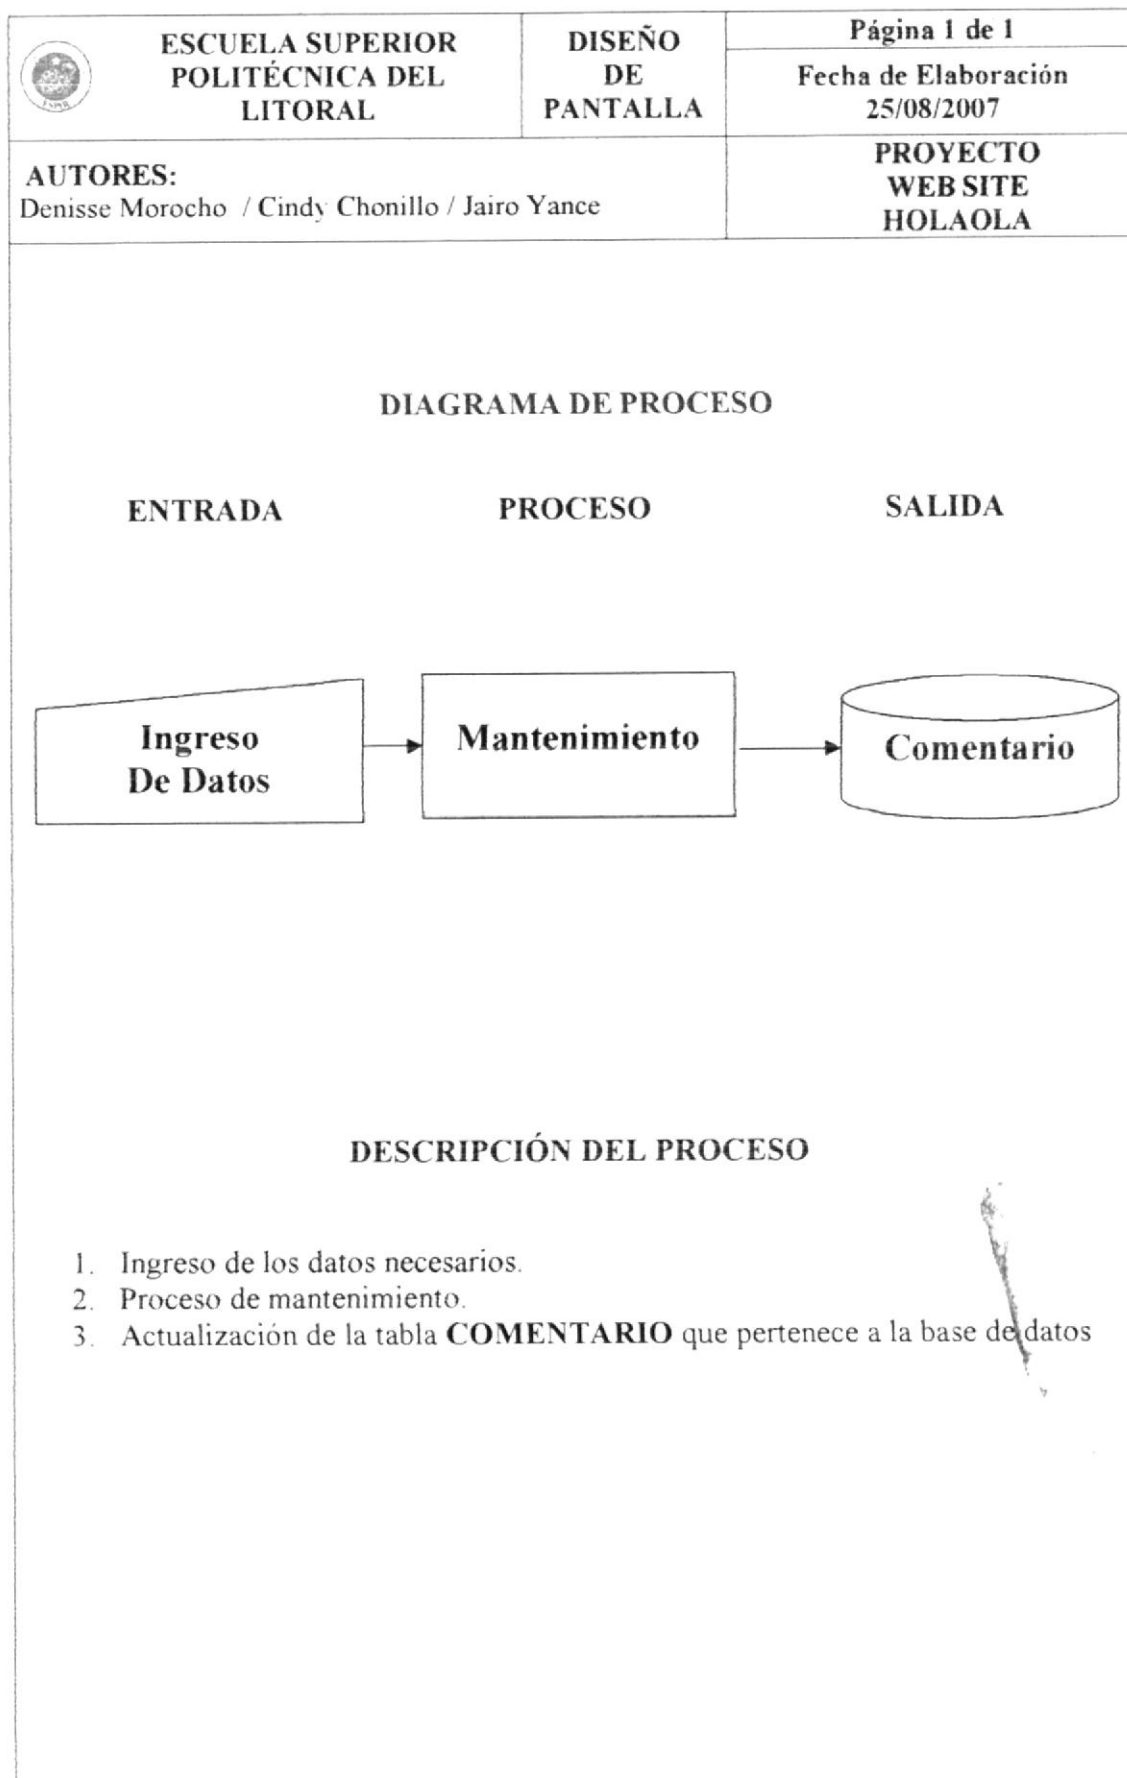 ESCUELA SUPERIOR
POLITÉCNICA DEL
LITORAL
DISEÑO
DE
PANTALLA
Página 1 de 1
Fecha de Elaboración
25/08/2007
AUTORES:
Denisse Morocho / Cindy Chonillo / Jairo Yance
PROYECTO
WEB SITE
HOLAOLA
DIAGRAMA DE PROCESO
ENTRADA PROCESO SALIDA
Ingreso
De Datos
Mantenimiento
Comentario
DESCRIPCIÓN DEL PROCESO
1. Ingreso de los datos necesarios.
2. Proceso de mantenimiento.
3. Actualización de la tabla COMENTARIO que pertenece a la base de datos